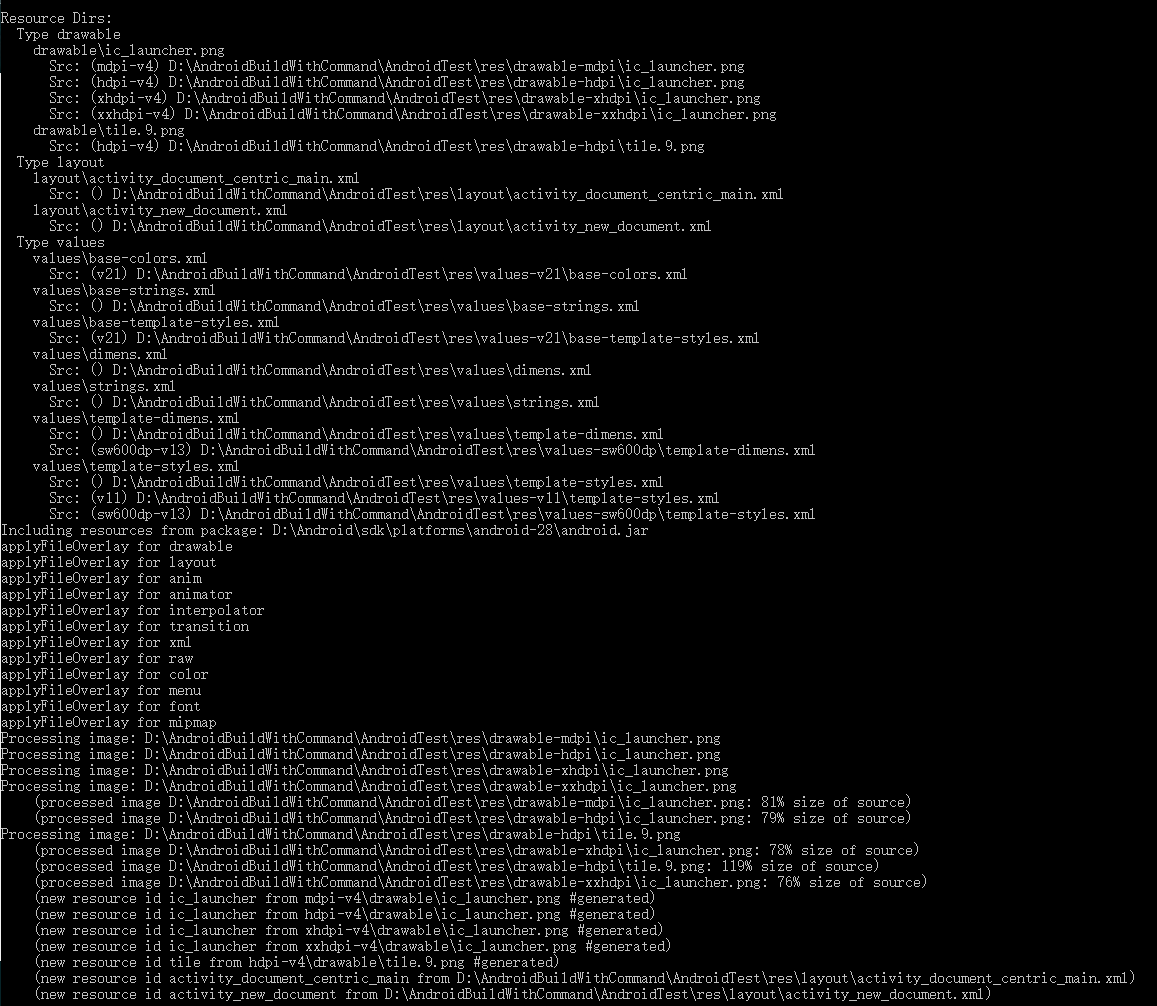 Resource Dirs:
  Type drawable
    drawable\ic_launcher.png
      Src: (mdpi-v4) D:\AndroidBuildWithCommand\AndroidTest\res\drawable-mdpi\ic_launcher.png
      Src: (hdpi-v4) D:\AndroidBuildWithCommand\AndroidTest\res\drawable-hdpi\ic_launcher.png
      Src: (xhdpi-v4) D:\AndroidBuildWithCommand\AndroidTest\res\drawable-xhdpi\ic_launcher.png
      Src: (xxhdpi-v4) D:\AndroidBuildWithCommand\AndroidTest\res\drawable-xxhdpi\ic_launcher.png
    drawable\tile.9.png
      Src: (hdpi-v4) D:\AndroidBuildWithCommand\AndroidTest\res\drawable-hdpi\tile.9.png
  Type layout
    layout\activity_document_centric_main.xml
      Src: () D:\AndroidBuildWithCommand\AndroidTest\res\layout\activity_document_centric_main.xml
    layout\activity_new_document.xml
      Src: () D:\AndroidBuildWithCommand\AndroidTest\res\layout\activity_new_document.xml
  Type values
    values\base-colors.xml
      Src: (v21) D:\AndroidBuildWithCommand\AndroidTest\res\values-v21\base-colors.xml
    values\base-strings.xml
      Src: () D:\AndroidBuildWithCommand\AndroidTest\res\values\base-strings.xml
    values\base-template-styles.xml
      Src: (v21) D:\AndroidBuildWithCommand\AndroidTest\res\values-v21\base-template-styles.xml
    values\dimens.xml
      Src: () D:\AndroidBuildWithCommand\AndroidTest\res\values\dimens.xml
    values\strings.xml
      Src: () D:\AndroidBuildWithCommand\AndroidTest\res\values\strings.xml
    values\template-dimens.xml
      Src: () D:\AndroidBuildWithCommand\AndroidTest\res\values\template-dimens.xml
      Src: (sw600dp-v13) D:\AndroidBuildWithCommand\AndroidTest\res\values-sw600dp\template-dimens.xml
    values\template-styles.xml
      Src: () D:\AndroidBuildWithCommand\AndroidTest\res\values\template-styles.xml
      Src: (v11) D:\AndroidBuildWithCommand\AndroidTest\res\values-v11\template-styles.xml
      Src: (sw600dp-v13) D:\AndroidBuildWithCommand\AndroidTest\res\values-sw600dp\template-styles.xml
Including resources from package: D:\Android\sdk\platforms\android-28\android.jar
applyFileOverlay for drawable
applyFileOverlay for layout
applyFileOverlay for anim
applyFileOverlay for animator
applyFileOverlay for interpolator
applyFileOverlay for transition
applyFileOverlay for xml
applyFileOverlay for raw
applyFileOverlay for color
applyFileOverlay for menu
applyFileOverlay for font
applyFileOverlay for mipmap
Processing image: D:\AndroidBuildWithCommand\AndroidTest\res\drawable-mdpi\ic_launcher.png
Processing image: D:\AndroidBuildWithCommand\AndroidTest\res\drawable-hdpi\ic_launcher.png
Processing image: D:\AndroidBuildWithCommand\AndroidTest\res\drawable-xhdpi\ic_launcher.png
Processing image: D:\AndroidBuildWithCommand\AndroidTest\res\drawable-xxhdpi\ic_launcher.png
    (processed image D:\AndroidBuildWithCommand\AndroidTest\res\drawable-mdpi\ic_launcher.png: 81% size of source)
    (processed image D:\AndroidBuildWithCommand\AndroidTest\res\drawable-hdpi\ic_launcher.png: 79% size of source)
Processing image: D:\AndroidBuildWithCommand\AndroidTest\res\drawable-hdpi\tile.9.png
    (processed image D:\AndroidBuildWithCommand\AndroidTest\res\drawable-xhdpi\ic_launcher.png: 78% size of source)
    (processed image D:\AndroidBuildWithCommand\AndroidTest\res\drawable-hdpi\tile.9.png: 119% size of source)
    (processed image D:\AndroidBuildWithCommand\AndroidTest\res\drawable-xxhdpi\ic_launcher.png: 76% size of source)
    (new resource id ic_launcher from mdpi-v4\drawable\ic_launcher.png #generated)
    (new resource id ic_launcher from hdpi-v4\drawable\ic_launcher.png #generated)
    (new resource id ic_launcher from xhdpi-v4\drawable\ic_launcher.png #generated)
    (new resource id ic_launcher from xxhdpi-v4\drawable\ic_launcher.png #generated)
    (new resource id tile from hdpi-v4\drawable\tile.9.png #generated)
    (new resource id activity_document_centric_main from D:\AndroidBuildWithCommand\AndroidTest\res\layout\activity_document_centric_main.xml)
    (new resource id activity_new_document from D:\AndroidBuildWithCommand\AndroidTest\res\layout\activity_new_document.xml)